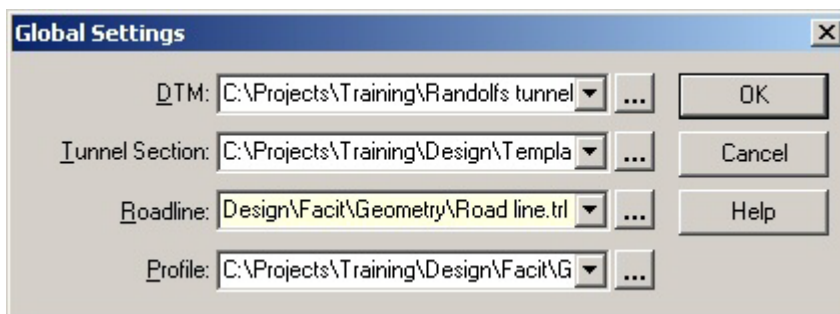 Global Settings
DTM: C:\Projects\Training\Randolfs tunnel ... OK
Tunnel Section: C:\Projects\Training\Design\Templa ... Cancel
Roadline: Design\Facit\Geometry\Road line.trl ... Help
Profile: C:\Projects\Training\Design\Facit\G ...